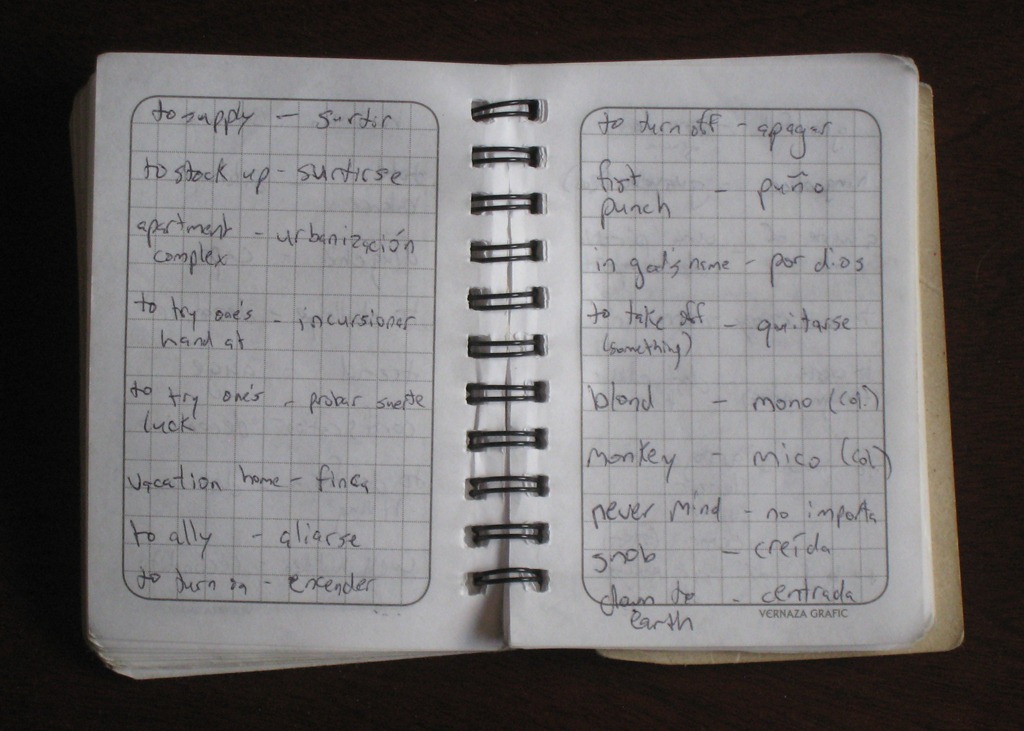 to supply - surtir
to stock up - surtirse
apartment - urbanización
complex
to try one's - incursionar
hand at
to try one's - probar suerte
luck
vacation home - finca
to ally - aliarse
to turn on - encender
to turn off - apagar
fist - puño
punch
in god's name - por dios
to take off - quitarse
(something)
blond - mono (col.)
monkey - mico (col)
never mind - no importa
snob - creída
down to - centrada
earth
VERNAZA GRAFIC